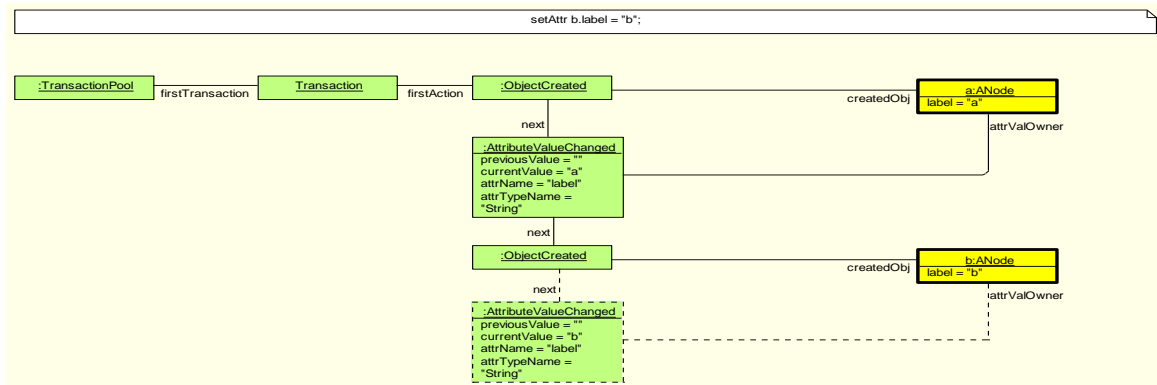 setAttr b.label = "b";
:TransactionPool
firstTransaction
Transaction
firstAction
:ObjectCreated
createdObj
a:ANode
label = "a"
attrValOwner
next
:AttributeValueChanged
previousValue = ""
currentValue = "a"
attrName = "label"
attrTypeName =
"String"
next
:ObjectCreated
createdObj
b:ANode
label = "b"
attrValOwner
next
:AttributeValueChanged
previousValue = ""
currentValue = "b"
attrName = "label"
attrTypeName =
"String"